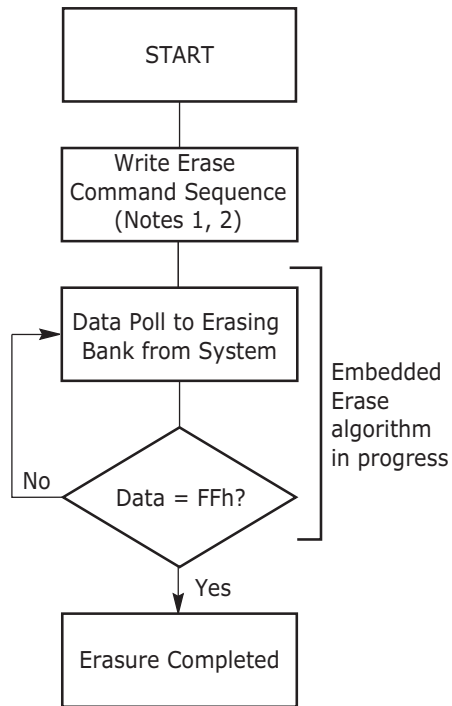 START
Write Erase
Command Sequence
(Notes 1, 2)
Data Poll to Erasing
Bank from System
Embedded
Erase
algorithm
in progress
No
Data = FFh?
Yes
Erasure Completed